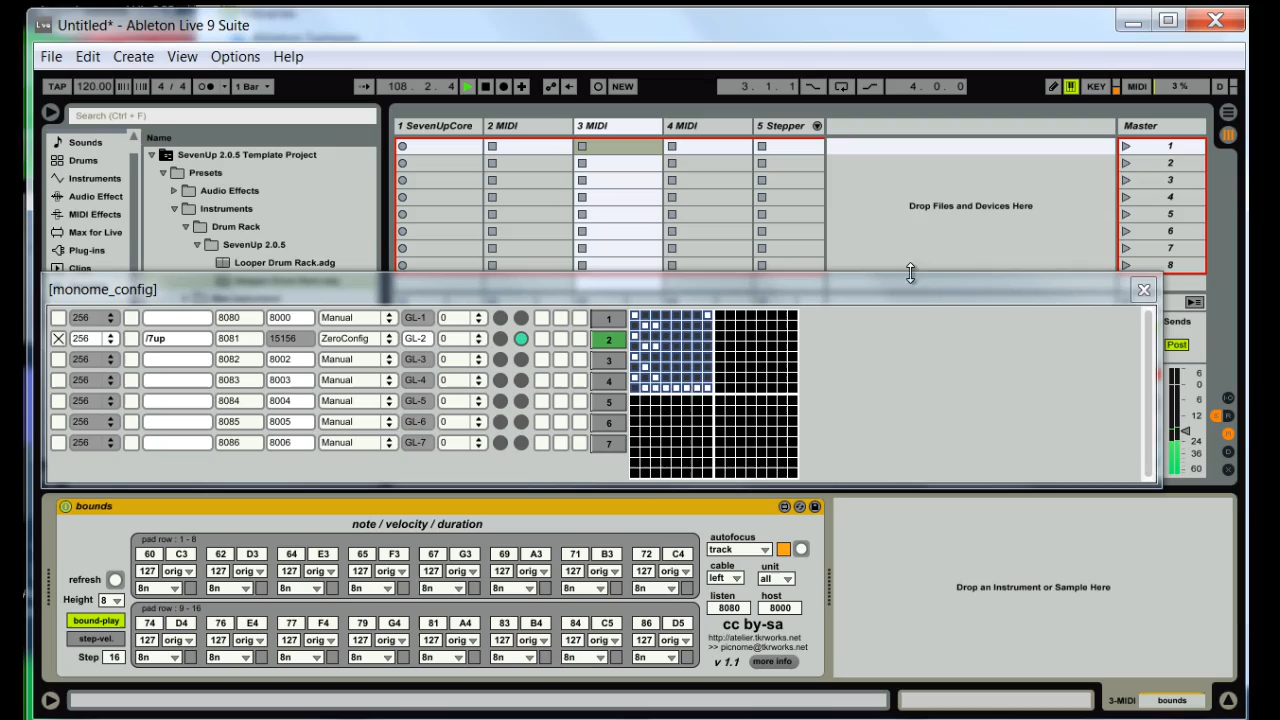 Untitled* - Ableton Live 9 Suite
File Edit Create View Options Help
TAP 120.00 4 / 4 1 Bar 108. 2. 4 NEW 3. 1. 1 4. 0. 0 KEY MIDI 3 % D
Search (Ctrl + F)
1 SevenUpCore 2 MIDI 3 MIDI 4 MIDI 5 Stepper Master
Sounds
Drums
Instruments
Audio Effect
MIDI Effects
Max for Live
Plug-ins
Clips
Name
SevenUp 2.0.5 Template Project
Presets
Audio Effects
Instruments
Drum Rack
SevenUp 2.0.5
Looper Drum Rack.adg
Drop Files and Devices Here
1
2
3
4
5
6
7
8
[monome_config]
256 8080 8000 Manual GL-1 0 1
256 /7up 8081 15156 ZeroConfig GL-2 0 2
256 8082 8002 Manual GL-3 0 3
256 8083 8003 Manual GL-4 0 4
256 8084 8004 Manual GL-5 0 5
256 8085 8005 Manual GL-6 0 6
256 8086 8006 Manual GL-7 0 7
Sends
Post
6
0
6
12
24
36
60
bounds
note / velocity / duration
pad row : 1 - 8
60 C3 62 D3 64 E3 65 F3 67 G3 69 A3 71 B3 72 C4
127 orig 127 orig 127 orig 127 orig 127 orig 127 orig 127 orig 127 orig
8n 8n 8n 8n 8n 8n 8n 8n
pad row : 9 - 16
74 D4 76 E4 77 F4 79 G4 81 A4 83 B4 84 C5 86 D5
127 orig 127 orig 127 orig 127 orig 127 orig 127 orig 127 orig 127 orig
8n 8n 8n 8n 8n 8n 8n 8n
refresh
Height 8
bound-play
step-vel.
Step 16
autofocus
track
cable unit
left all
listen host
8080 8000
cc by-sa
http://atelier.tkrworks.net
>> picnome@tkrworks.net
v 1.1 more info
Drop an Instrument or Sample Here
3-MIDI bounds